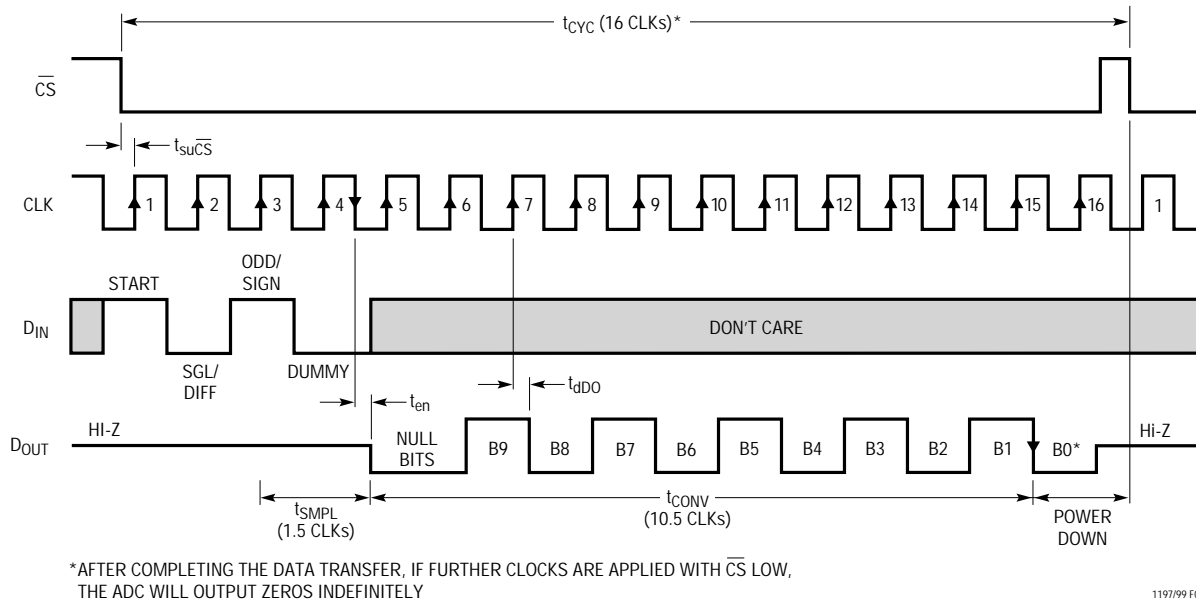 tCYC (16 CLKs)*
CS
tsuCS
CLK
1 2 3 4 5 6 7 8 9 10 11 12 13 14 15 16 1
START
ODD/
SIGN
DIN
DON'T CARE
SGL/
DIFF
DUMMY
tdDO
ten
HI-Z
DOUT
NULL
BITS
B9 B8 B7 B6 B5 B4 B3 B2 B1 B0*
Hi-Z
tSMPL
(1.5 CLKs)
tCONV
(10.5 CLKs)
POWER
DOWN
*AFTER COMPLETING THE DATA TRANSFER, IF FURTHER CLOCKS ARE APPLIED WITH CS LOW,
THE ADC WILL OUTPUT ZEROS INDEFINITELY
1197/99